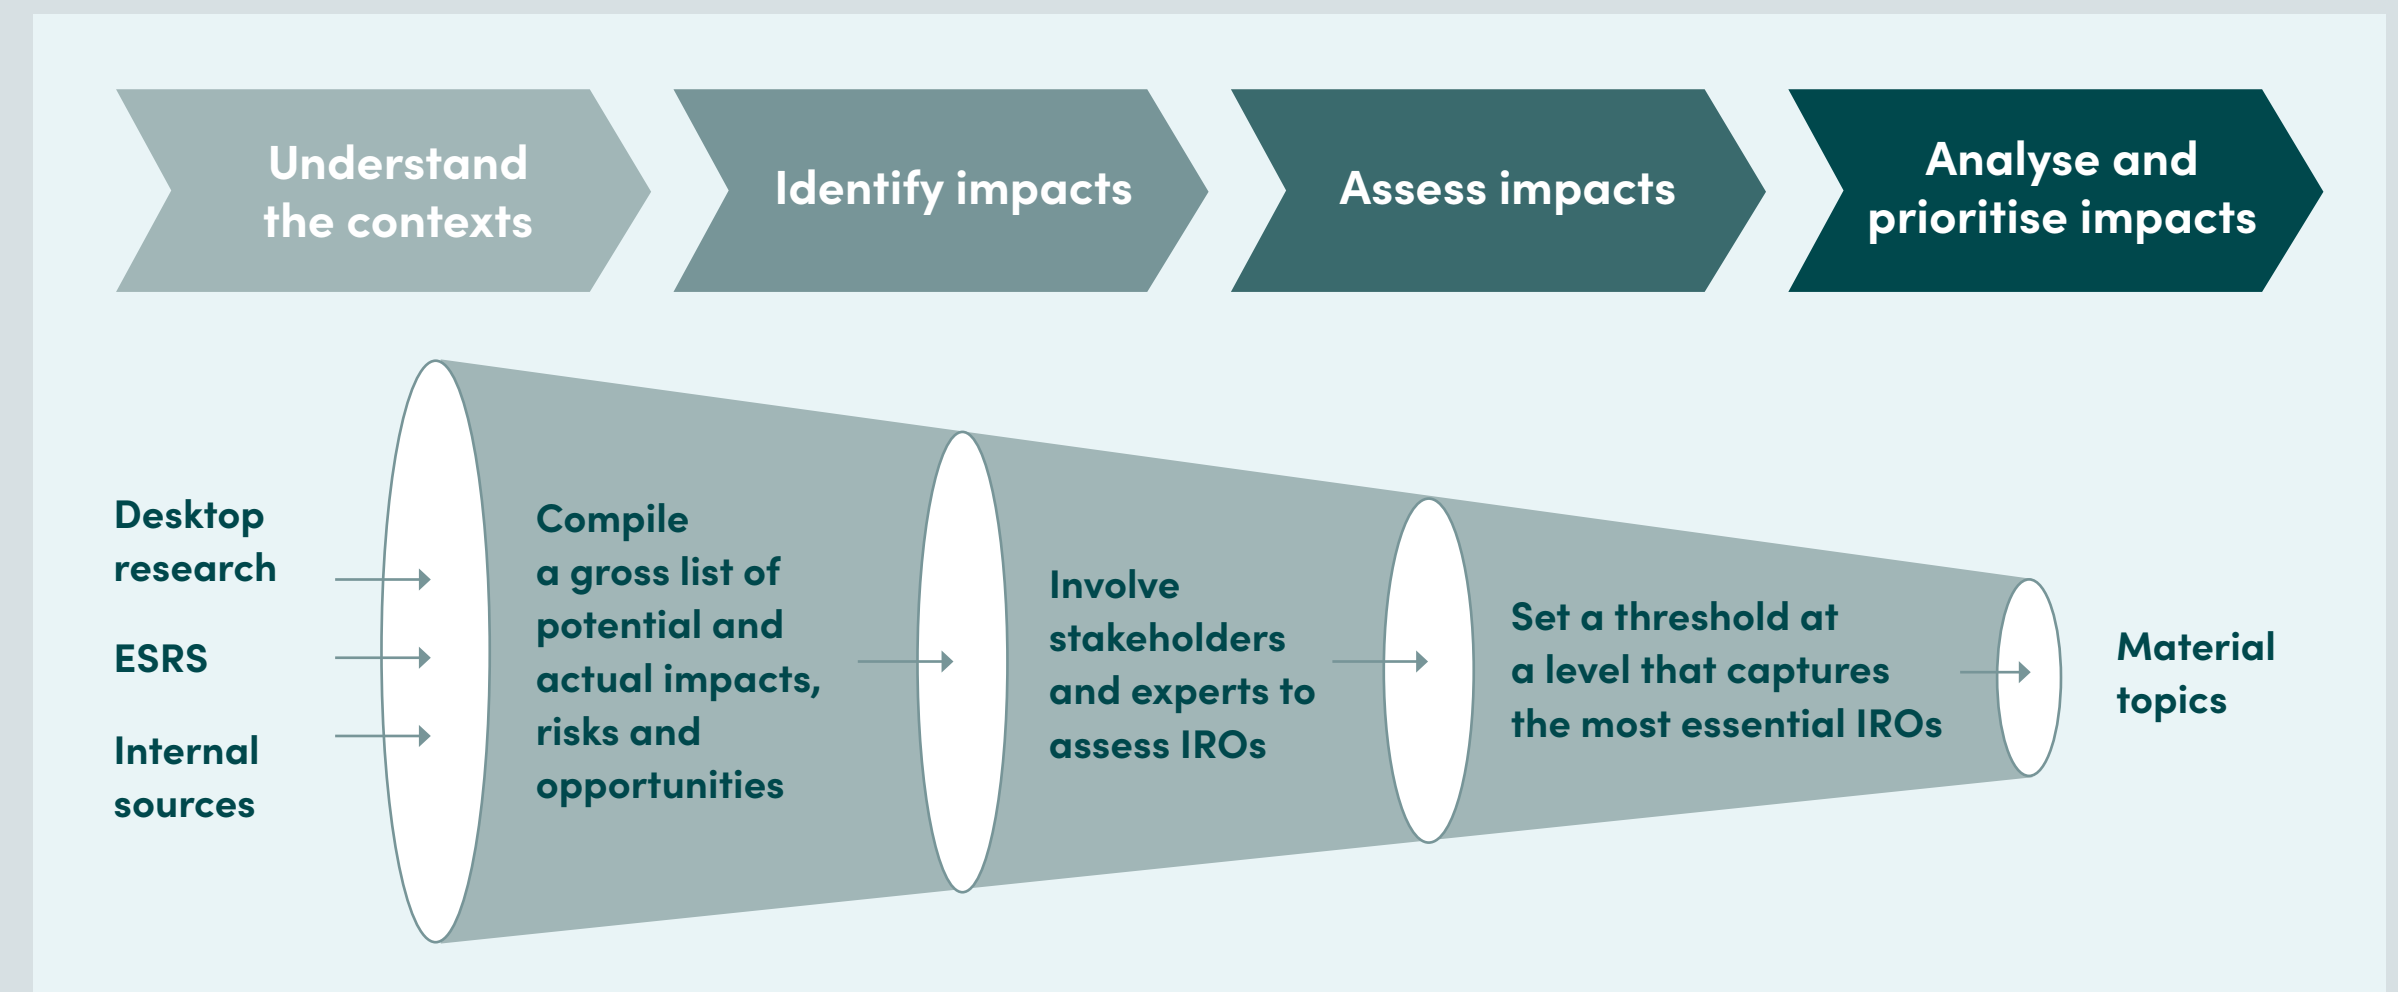 Understand
the contexts
Identify impacts
Assess impacts
Analyse and
prioritise impacts
Desktop
research
ESRS
Internal
sources
Compile
a gross list of
potential and
actual impacts,
risks and
opportunities
Involve
stakeholders
and experts to
assess IROs
Set a threshold at
a level that captures
the most essential IROs
Material
topics